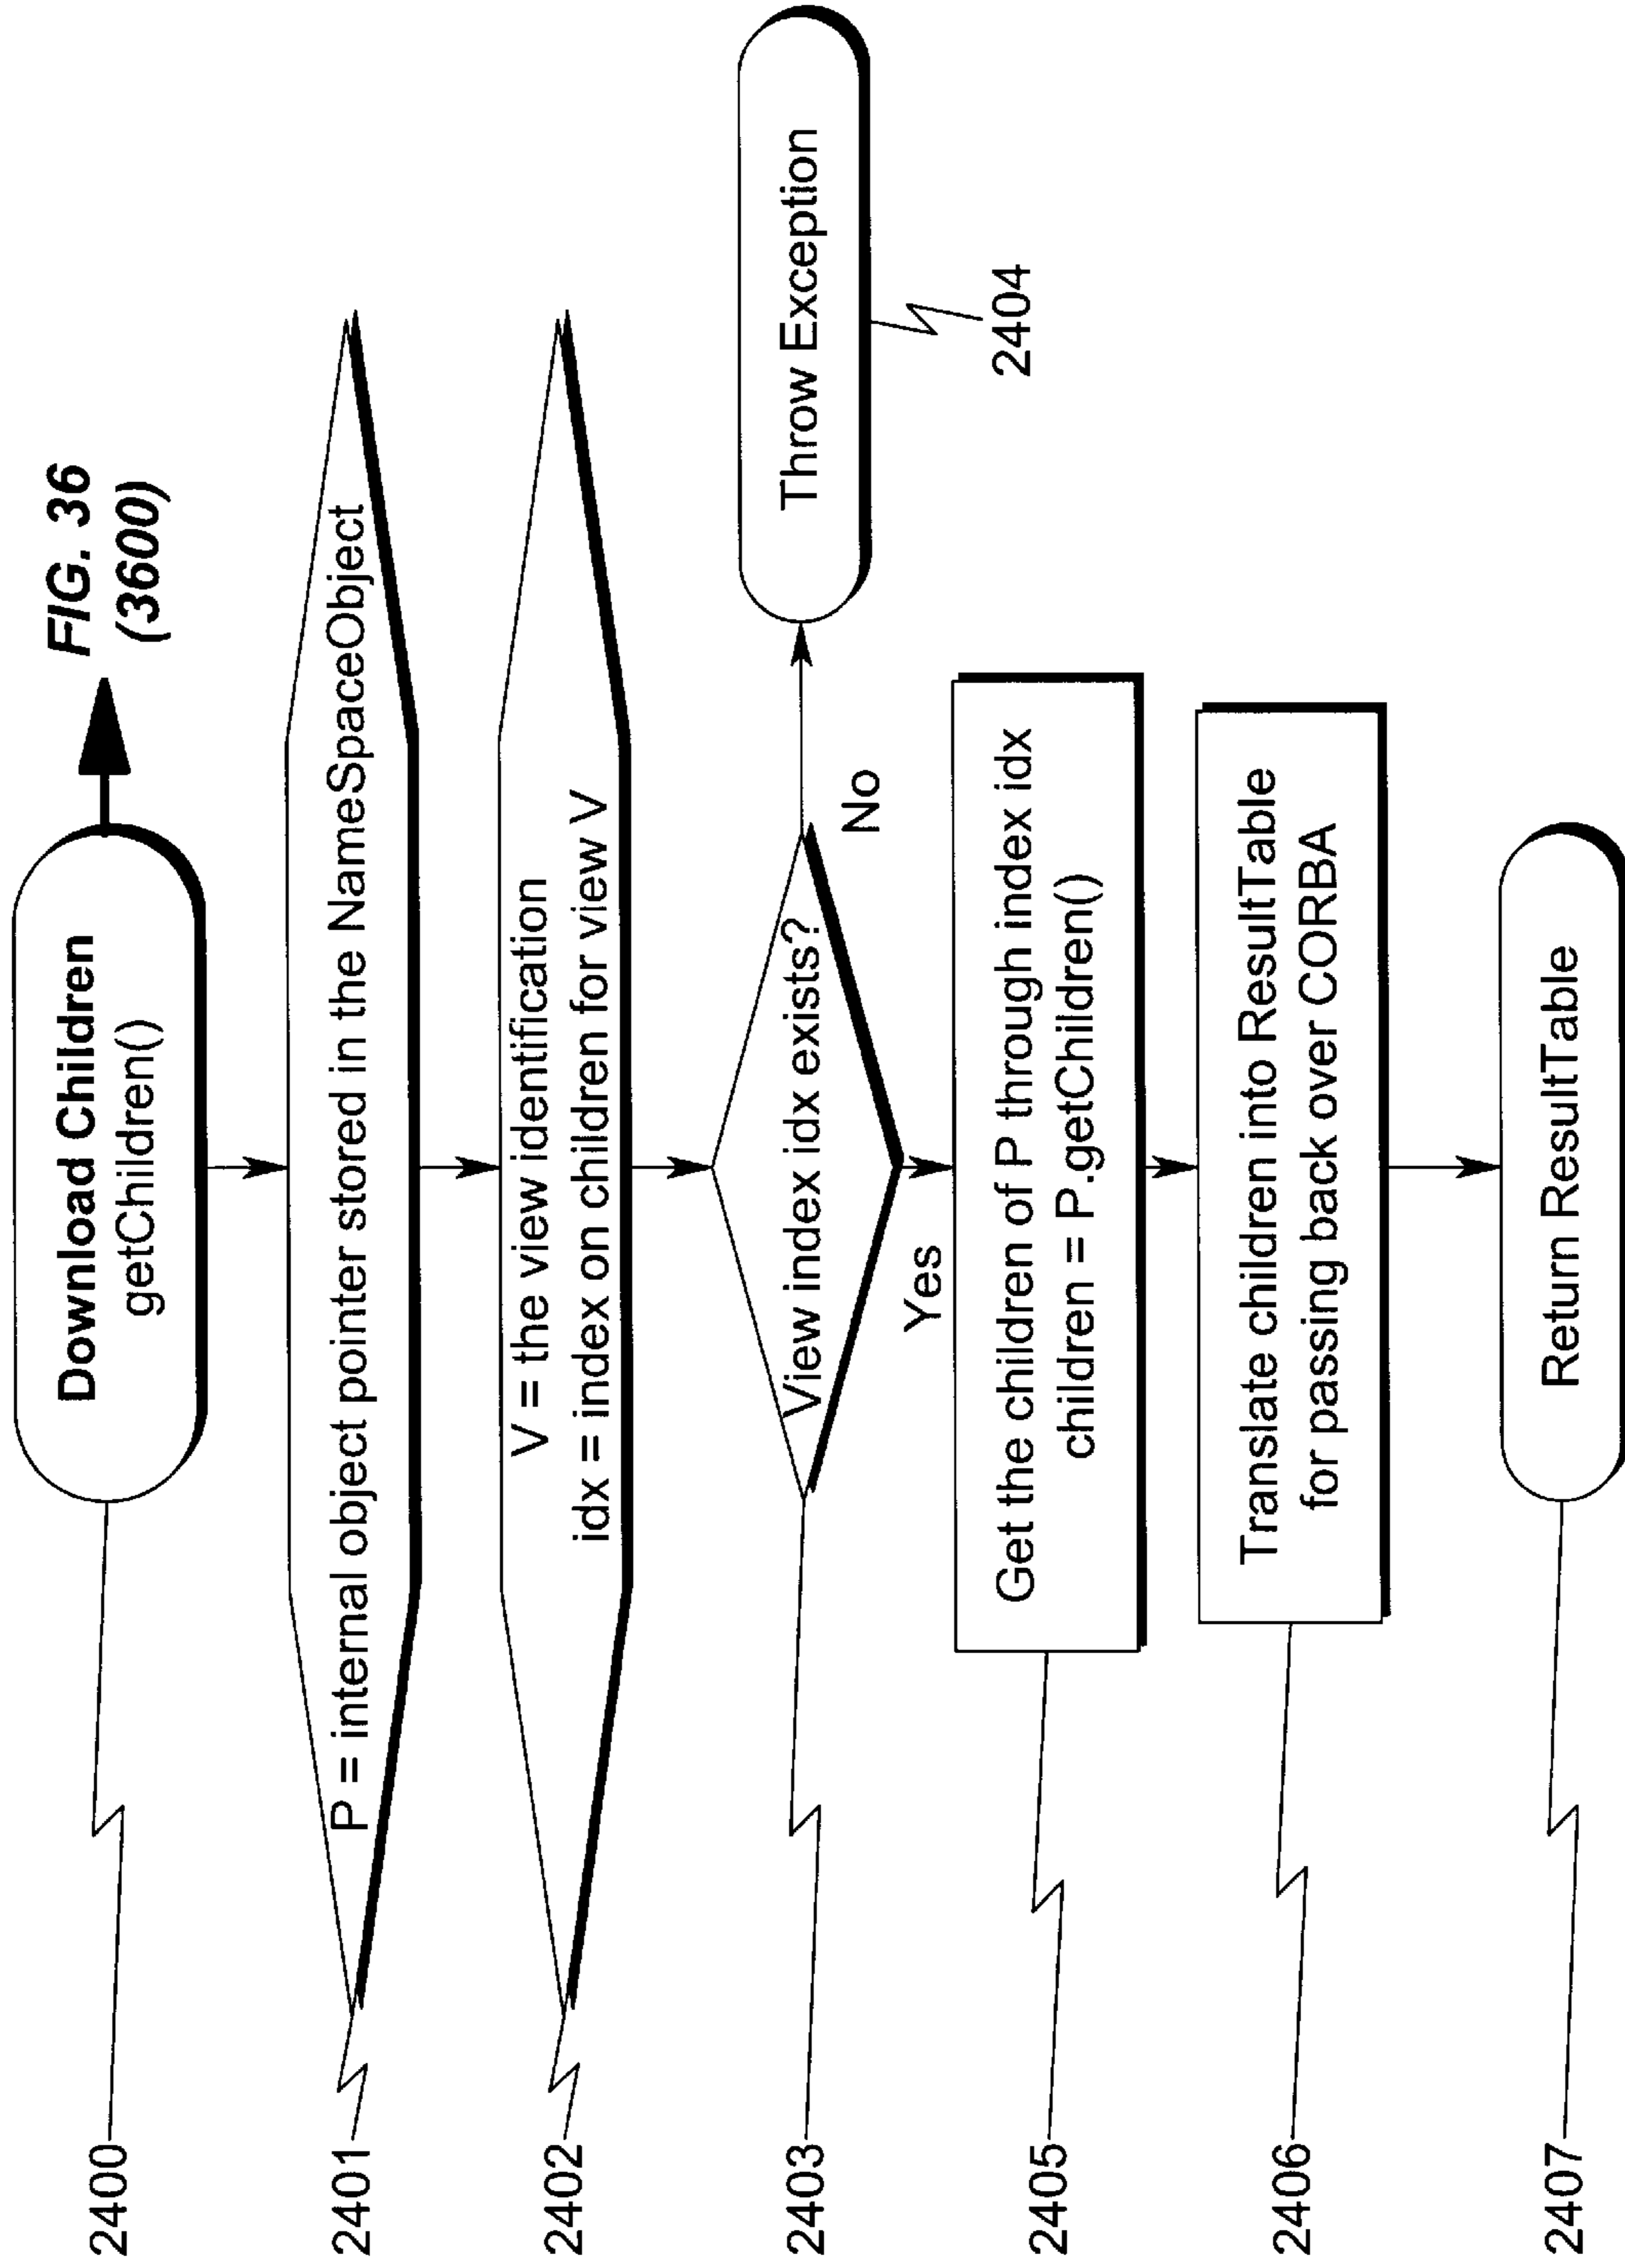 FIG. 36
(3600)
2400
Download Children
getChildren()
2401
P = internal object pointer stored in the NameSpaceObject
2402
V = the view identification
idx = index on children for view V
2403
View index idx exists?
No
Throw Exception
2404
Yes
2405
Get the children of P through index idx
children = P.getChildren()
2406
Translate children into ResultTable
for passing back over CORBA
2407
Return ResultTable